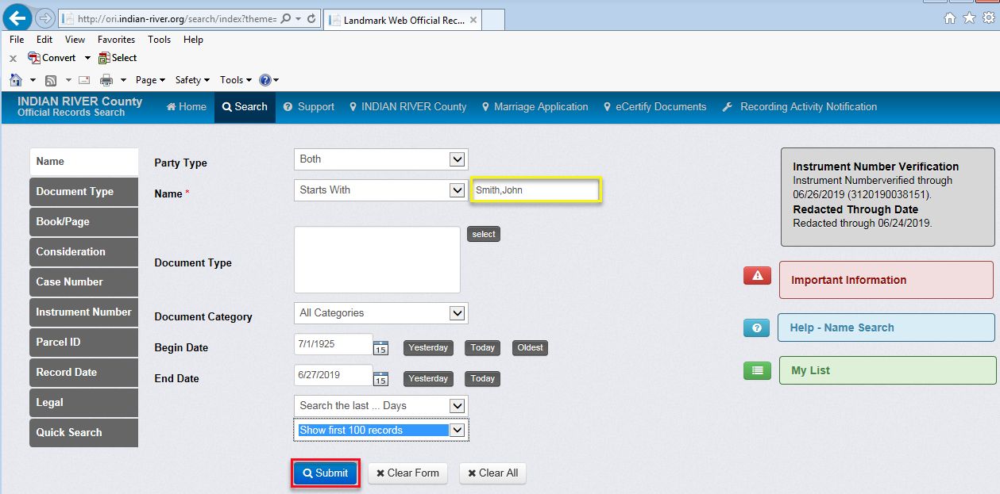 http://ori.indian-river.org/search/index?theme=
Landmark Web Official Rec...
File Edit View Favorites Tools Help
x Convert Select
Page Safety Tools
INDIAN RIVER County
Official Records Search
Home Search Support INDIAN RIVER County Marriage Application eCertify Documents Recording Activity Notification
Name
Document Type
Book/Page
Consideration
Case Number
Instrument Number
Parcel ID
Record Date
Legal
Quick Search
Party Type Both
Name * Starts With Smith,John
Document Type select
Document Category All Categories
Begin Date 7/1/1925 15 Yesterday Today Oldest
End Date 6/27/2019 15 Yesterday Today
Search the last ... Days
Show first 100 records
Submit Clear Form Clear All
Instrument Number Verification
Instrument Numberverified through
06/26/2019 (3120190038151).
Redacted Through Date
Redacted through 06/24/2019.
Important Information
Help - Name Search
My List